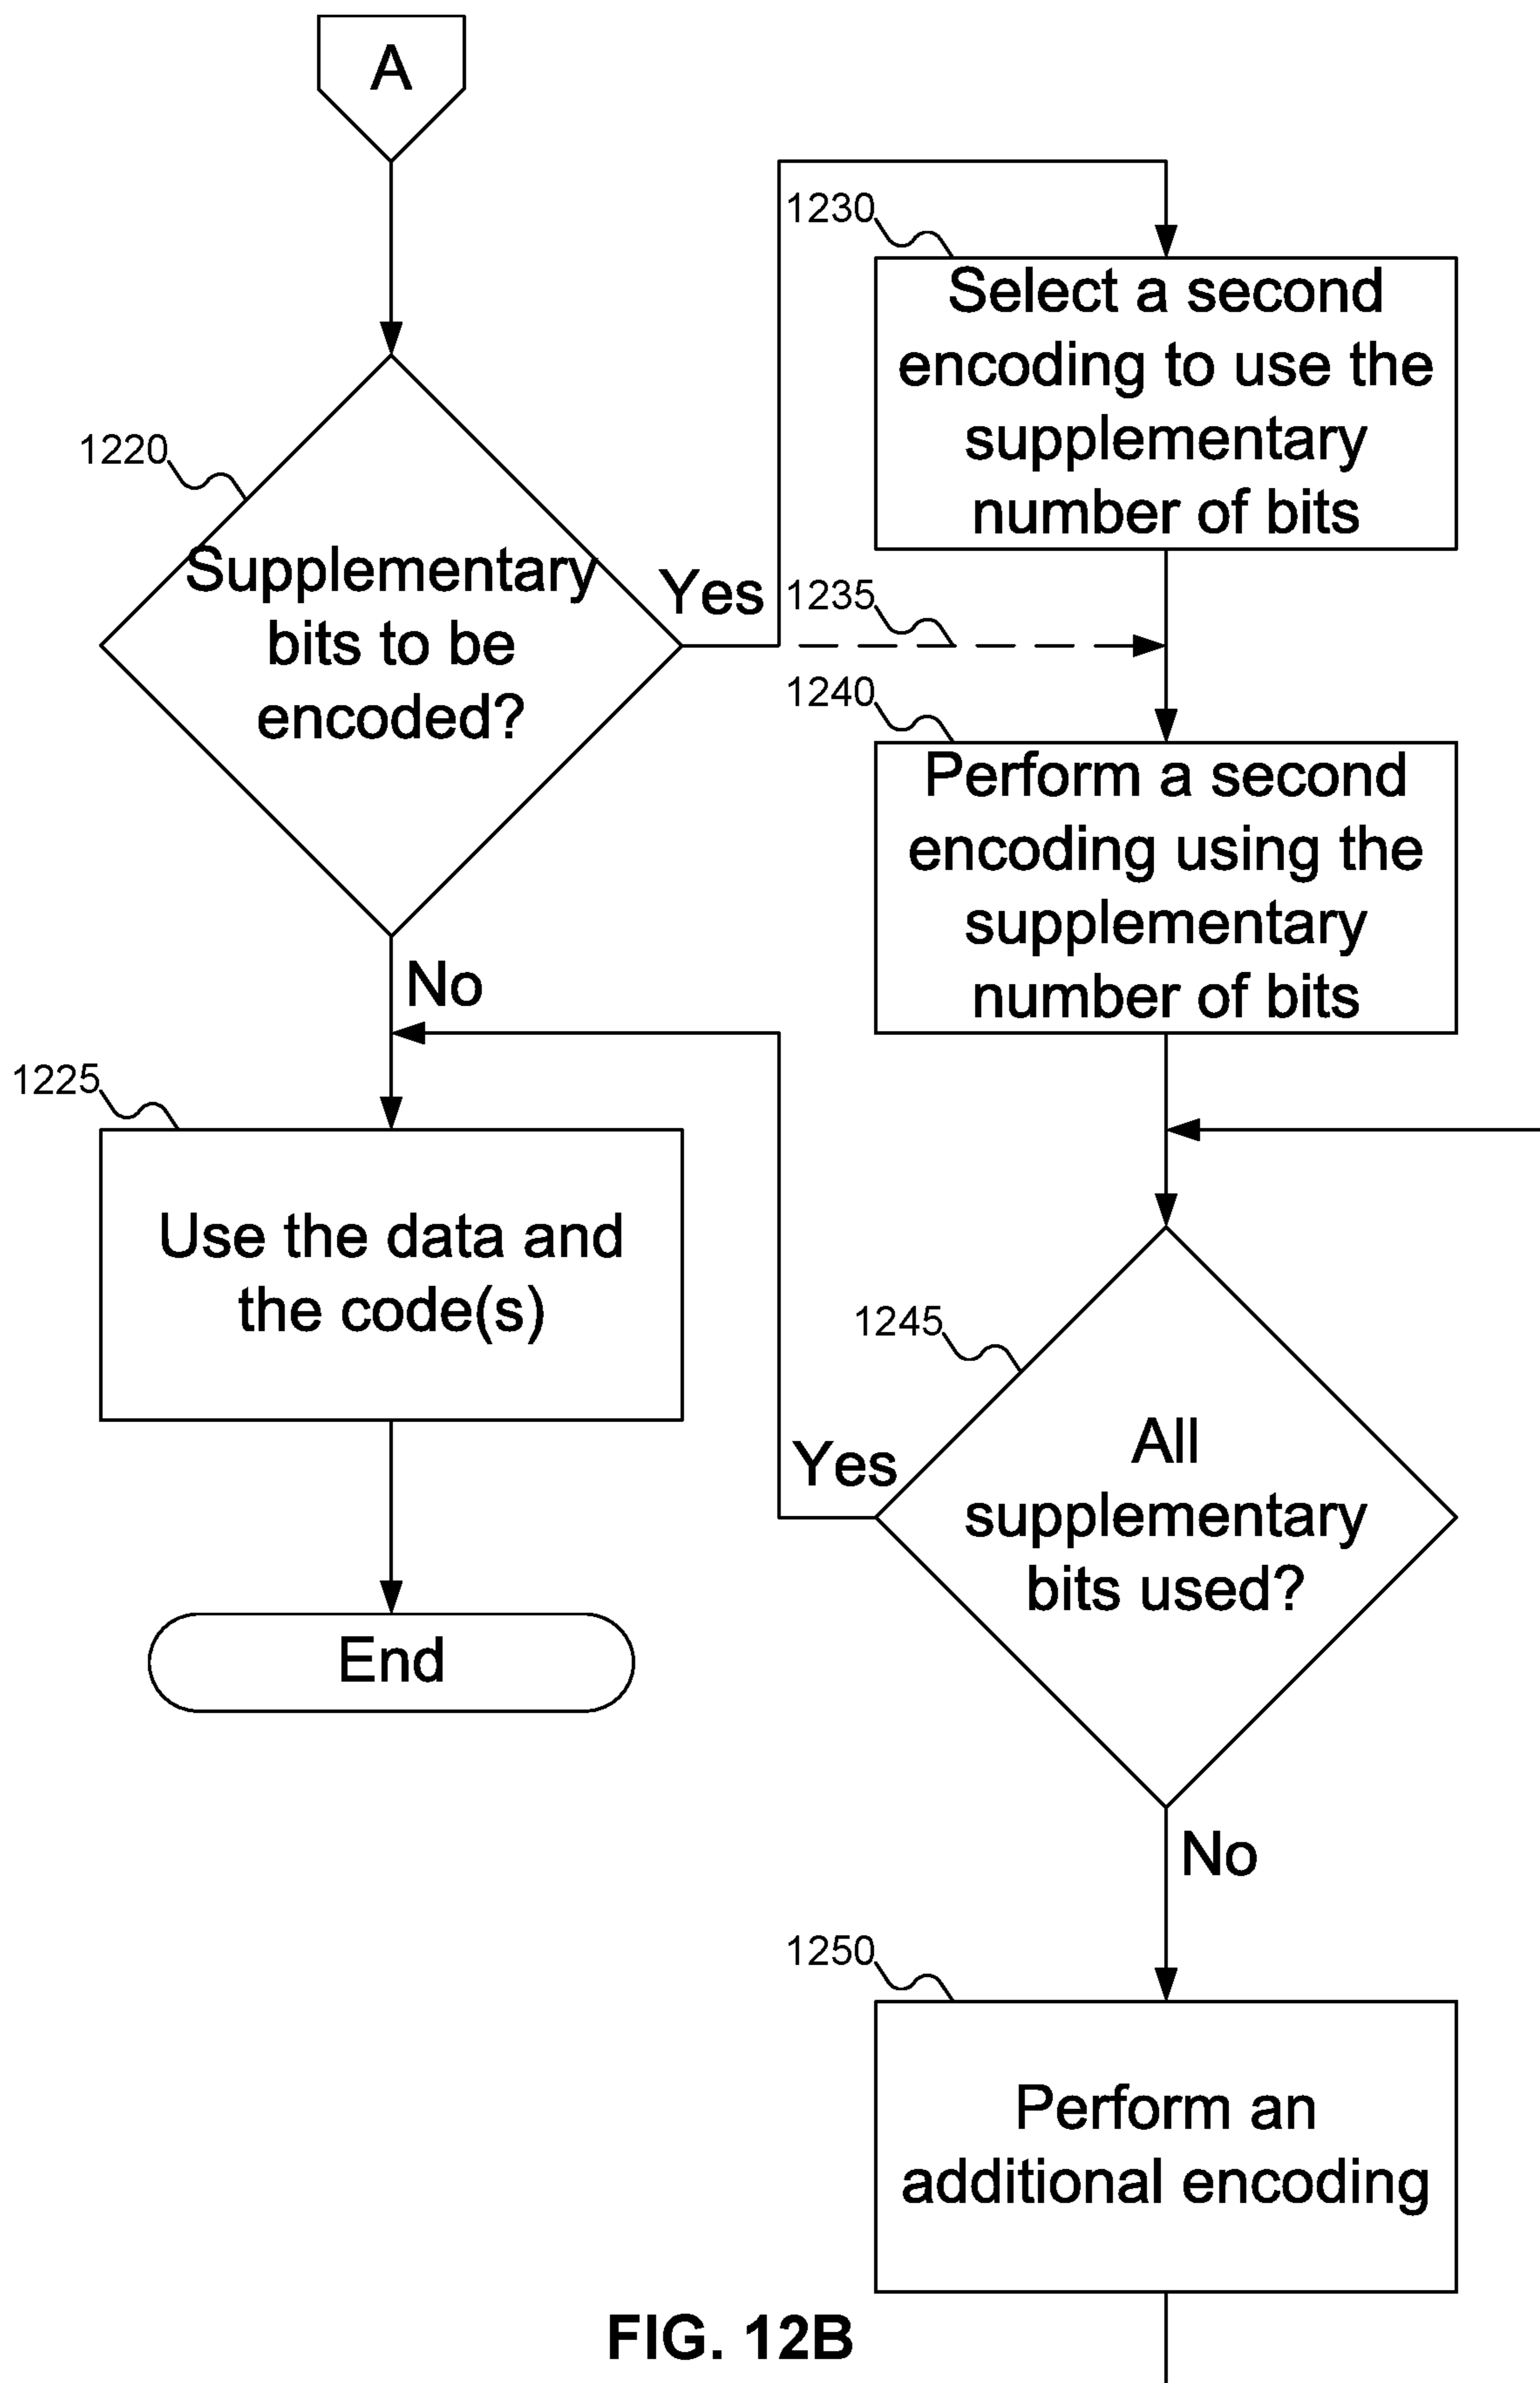 A
1230
Select a second
encoding to use the
supplementary
number of bits
1220
Supplementary
bits to be
encoded?
Yes
1235
1240
Perform a second
encoding using the
supplementary
number of bits
No
1225
Use the data and
the code(s)
1245
All
supplementary
bits used?
Yes
End
No
1250
Perform an
additional encoding
FIG. 12B